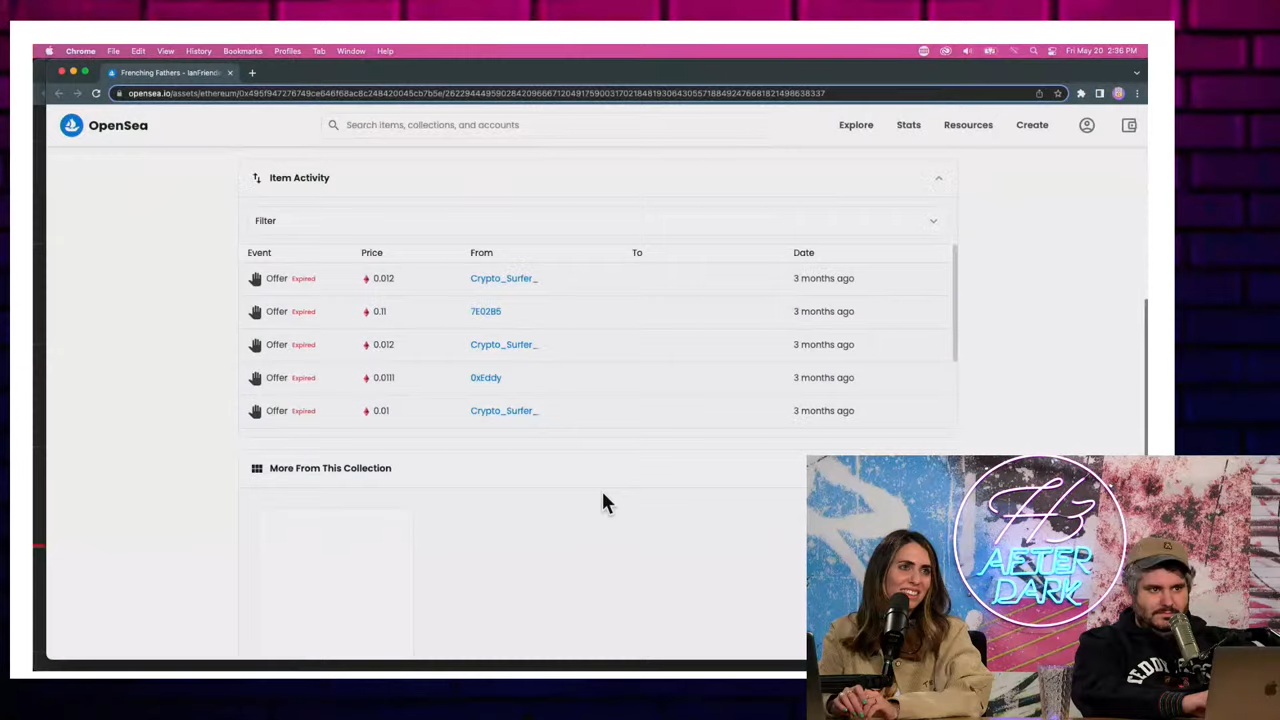 Chrome File Edit View History Bookmarks Profiles Tab Window Help Fri May 20 2:36 PM
Frenching Fathers - IanFriend
OpenSea Search items, collections, and accounts Explore Stats Resources Create
Item Activity
Filter
Event Price From To Date
Offer Expired 0.012 Crypto_Surfer_ 3 months ago
Offer Expired 0.11 7E02B5 3 months ago
Offer Expired 0.012 Crypto_Surfer_ 3 months ago
Offer Expired 0.0111 0xEddy 3 months ago
Offer Expired 0.01 Crypto_Surfer_ 3 months ago
More From This Collection
H3
AFTER
DARK
TEDDY